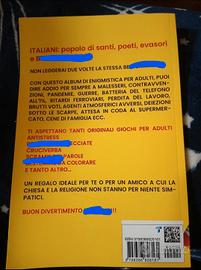 ITALIANI: popolo di santi, poeti, evasori
e
NON LEGGERAI DUE VOLTE LA STESSA
CON QUESTO ALBUM DI ENIGMISTICA PER ADULTI, PUOI
DIRE ADDIO PER SEMPRE A MALESSERI, CONTRAVVEN-
ZIONI, PANDEMIE, GUERRE, BATTERIA DEL TELEFONO
ALL'1%, RITARDI FERROVIARI, PERDITA DEL LAVORO,
BRUTTI VOTI, AGENTI ATMOSFERICI AVVERSI, DEIEZIONI
SOTTO LE SCARPE, ATTESA IN CODA AL SUPERMER-
CATO, CENE DI FAMIGLIA ECC.
TI ASPETTANO TANTI ORIGINALI GIOCHI PER ADULTI
ANTISTRESS
CRUCIVERBA
PAROLE
COLORARE
E TANTO ALTRO...
UN REGALO IDEALE PER TE O PER UN AMICO A CUI LA
CHIESA E LA RELIGIONE NON STANNO PER NIENTE SIM-
PATICI.
BUON DIVERTIMENTO !!!